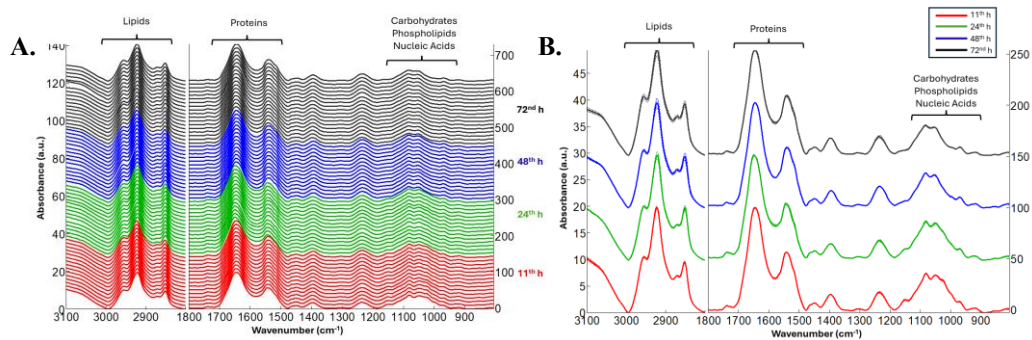 A.
Lipids
Proteins
Carbohydrates
Phospholipids
Nucleic Acids
Absorbance (a.u.)
140
120
100
80
60
40
20
0
700
600
500
400
300
200
100
0
72nd h
48th h
24th h
11th h
3100 3000 2900 1800 1700 1600 1500 1400 1300 1200 1100 1000 900
Wavenumber (cm-1)
B.
Lipids
Proteins
11th h
24th h
48th h
72nd h
Carbohydrates
Phospholipids
Nucleic Acids
Absorbance (a.u.)
45
40
35
30
25
20
15
10
5
0
250
200
150
100
50
0
3100 3000 2900 1800 1700 1600 1500 1400 1300 1200 1100 1000 900
Wavenumber (cm-1)